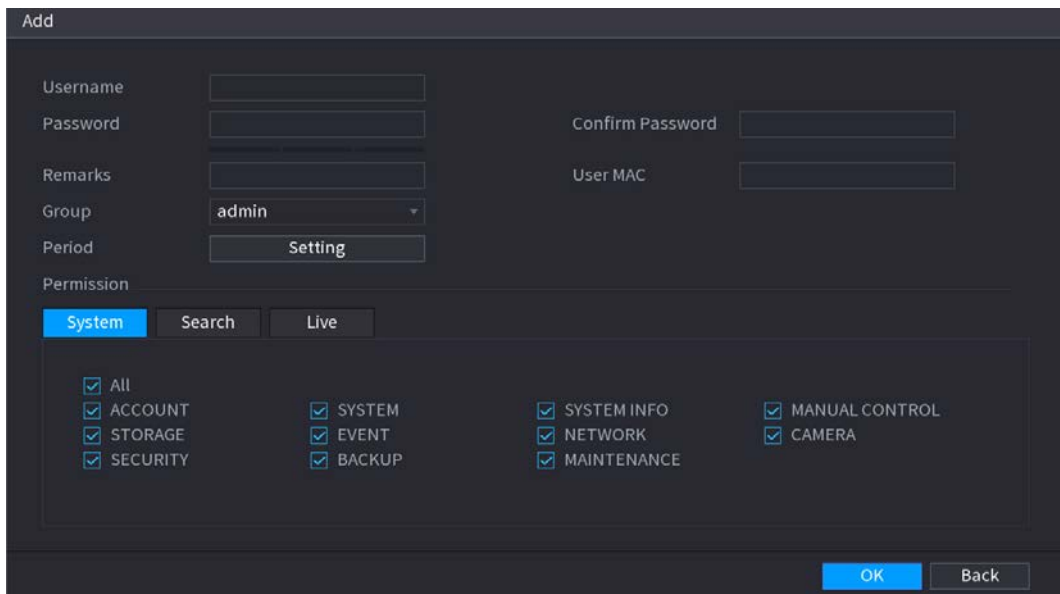 Add
Username
Password Confirm Password
Remarks User MAC
Group admin
Period Setting
Permission
System Search Live
All
ACCOUNT SYSTEM SYSTEM INFO MANUAL CONTROL
STORAGE EVENT NETWORK CAMERA
SECURITY BACKUP MAINTENANCE
OK Back